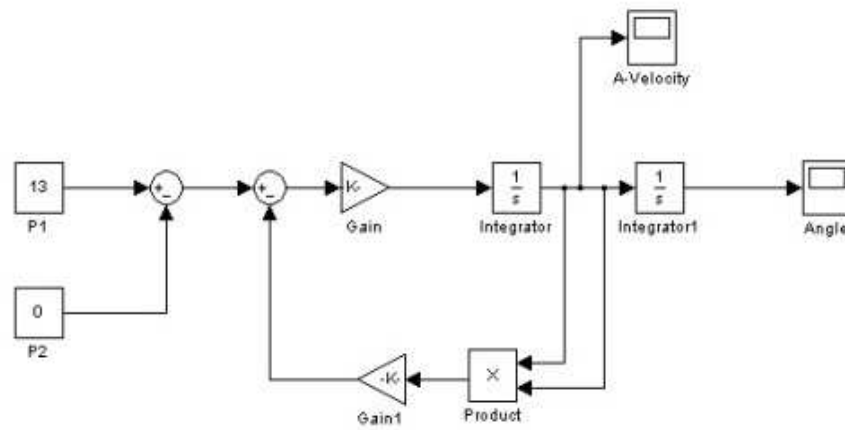 A-Velocity
13
P1
+
-
+
-
K-
Gain
1
s
Integrator
1
s
Integrator1
Angle
0
P2
-K-
Gain1
X
Product